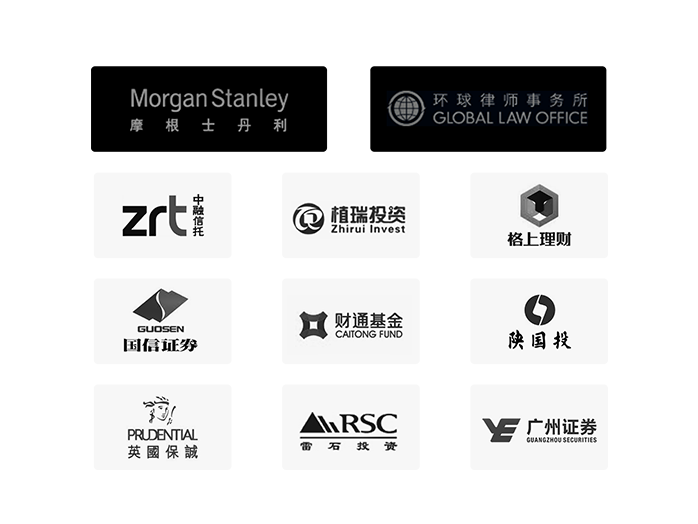 Morgan Stanley
摩根士丹利
环球律师事务所
GLOBAL LAW OFFICE
zrt
中融信托
植瑞投资
Zhirui Invest
格上理财
GUOSEN
国信证券
财通基金
CAITONG FUND
陕国投
PRUDENTIAL
英國保誠
RSC
雷石投資
广州证券
GUANGZHOU SECURITIES